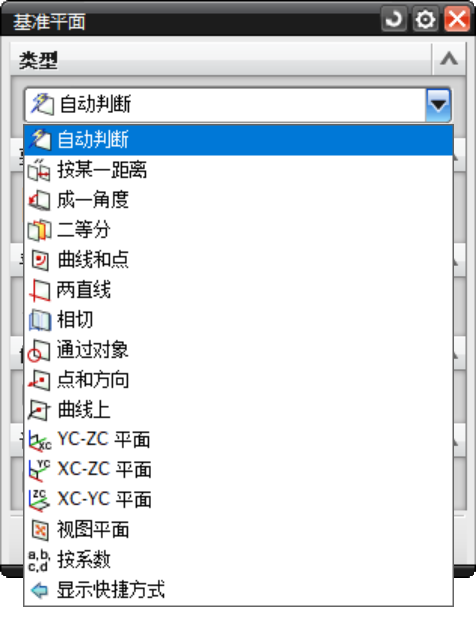 基准平面
类型
自动判断
自动判断
按某一距离
成一角度
二等分
曲线和点
两直线
相切
通过对象
点和方向
曲线上
YC-ZC 平面
XC-ZC 平面
XC-YC 平面
视图平面
a,b,
c,d 按系数
显示快捷方式